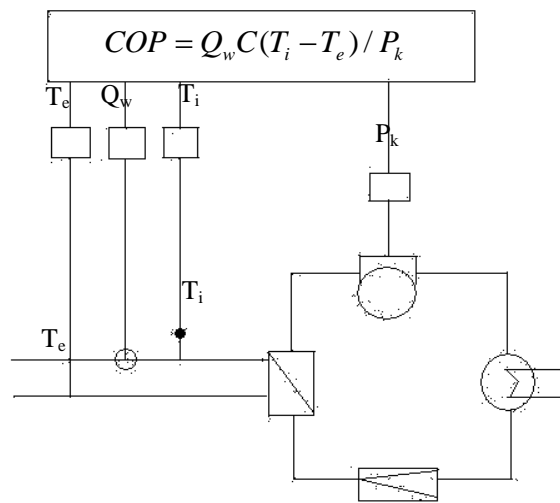 COP = Q_w C(T_i − T_e) / P_k
T_e Q_w T_i
P_k
T_i
T_e